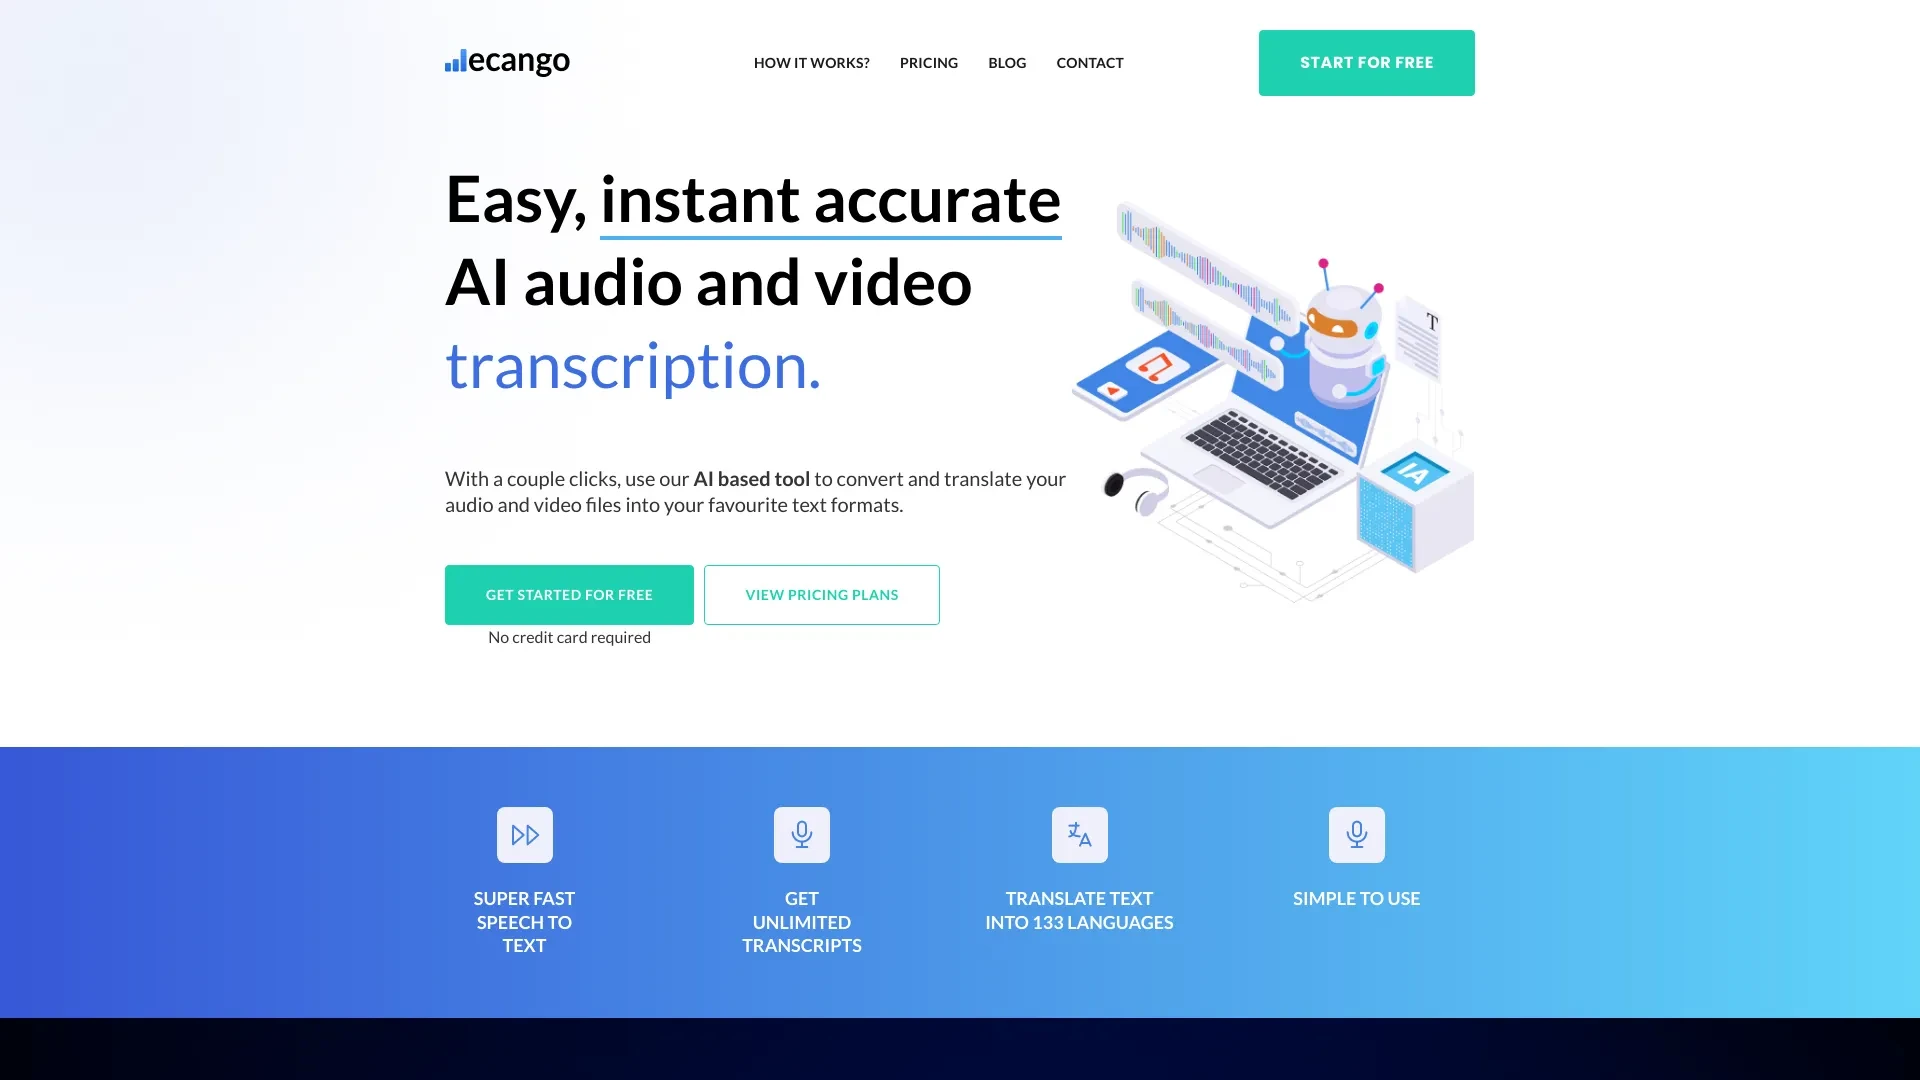 ecango
HOW IT WORKS?
PRICING
BLOG
CONTACT
START FOR FREE
Easy, instant accurate
AI audio and video
transcription.
With a couple clicks, use our AI based tool to convert and translate your
audio and video files into your favourite text formats.
GET STARTED FOR FREE
VIEW PRICING PLANS
No credit card required
T
IA
SUPER FAST
SPEECH TO
TEXT
GET
UNLIMITED
TRANSCRIPTS
TRANSLATE TEXT
INTO 133 LANGUAGES
SIMPLE TO USE